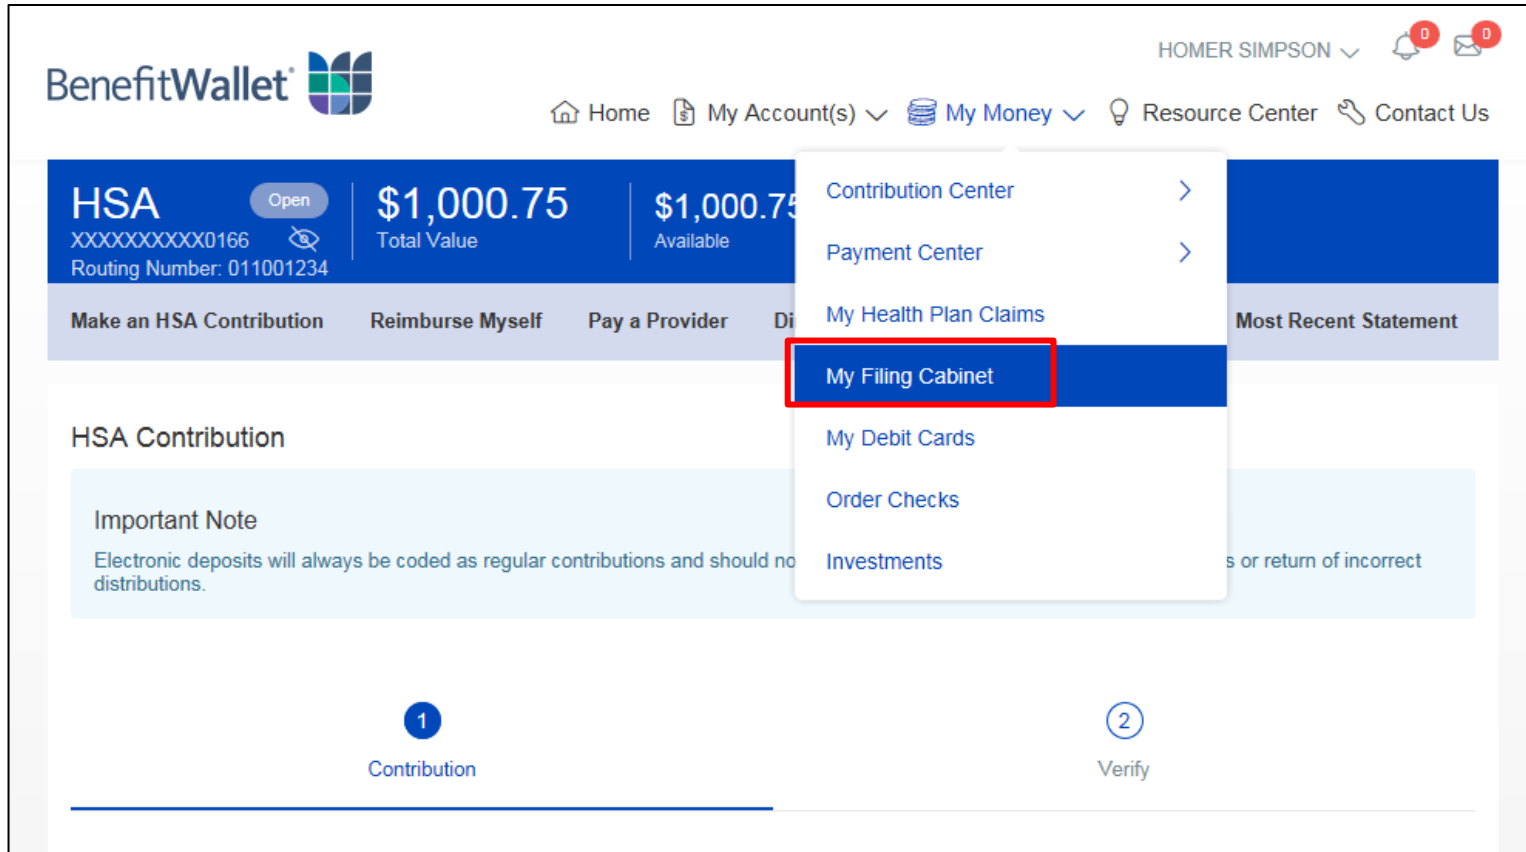 HOMER SIMPSON 0 0
BenefitWallet
Home My Account(s) My Money Resource Center Contact Us
HSA Open $1,000.75 $1,000.75
XXXXXXXXXX0166 Total Value Available
Routing Number: 011001234
Make an HSA Contribution Reimburse Myself Pay a Provider Di Most Recent Statement
Contribution Center
Payment Center
My Health Plan Claims
My Filing Cabinet
My Debit Cards
Order Checks
Investments
HSA Contribution
Important Note
Electronic deposits will always be coded as regular contributions and should no s or return of incorrect
distributions.
1 2
Contribution Verify